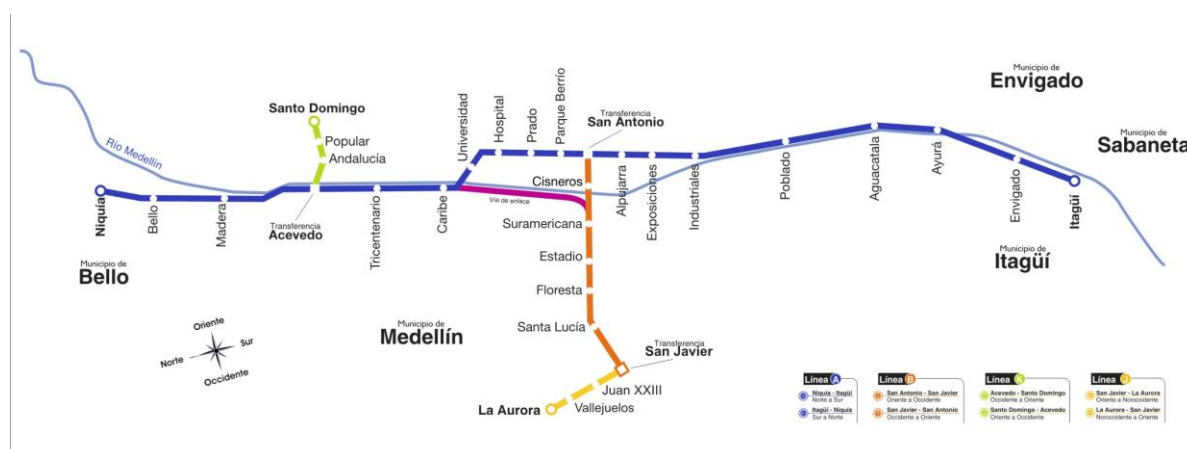 Municipio de
Envigado
Municipio de
Sabaneta
Santo Domingo
Universidad
Hospital
Prado
Parque Berrío
Transferencia
San Antonio
Popular
Andalucía
Río Medellín
Cisneros
Niquía
Bello
Madera
Transferencia
Acevedo
Tricentenario
Caribe
Vía de enlace
Suramericana
Alpujarra
Exposiciones
Industriales
Poblado
Aguacatala
Ayurá
Envigado
Itagüí
Municipio de
Bello
Estadio
Municipio de
Itagüí
Floresta
Municipio de
Medellín
Santa Lucía
Oriente
Norte
Sur
Occidente
Transferencia
San Javier
Juan XXIII
La Aurora
Vallejuelos
Línea A
Niquía - Itagüí
Norte a Sur
Itagüí - Niquía
Sur a Norte
Línea B
San Antonio - San Javier
Oriente a Occidente
San Javier - San Antonio
Occidente a Oriente
Línea K
Acevedo - Santo Domingo
Occidente a Oriente
Santo Domingo - Acevedo
Oriente a Occidente
Línea J
San Javier - La Aurora
Oriente a Noroccidente
La Aurora - San Javier
Noroccidente a Oriente